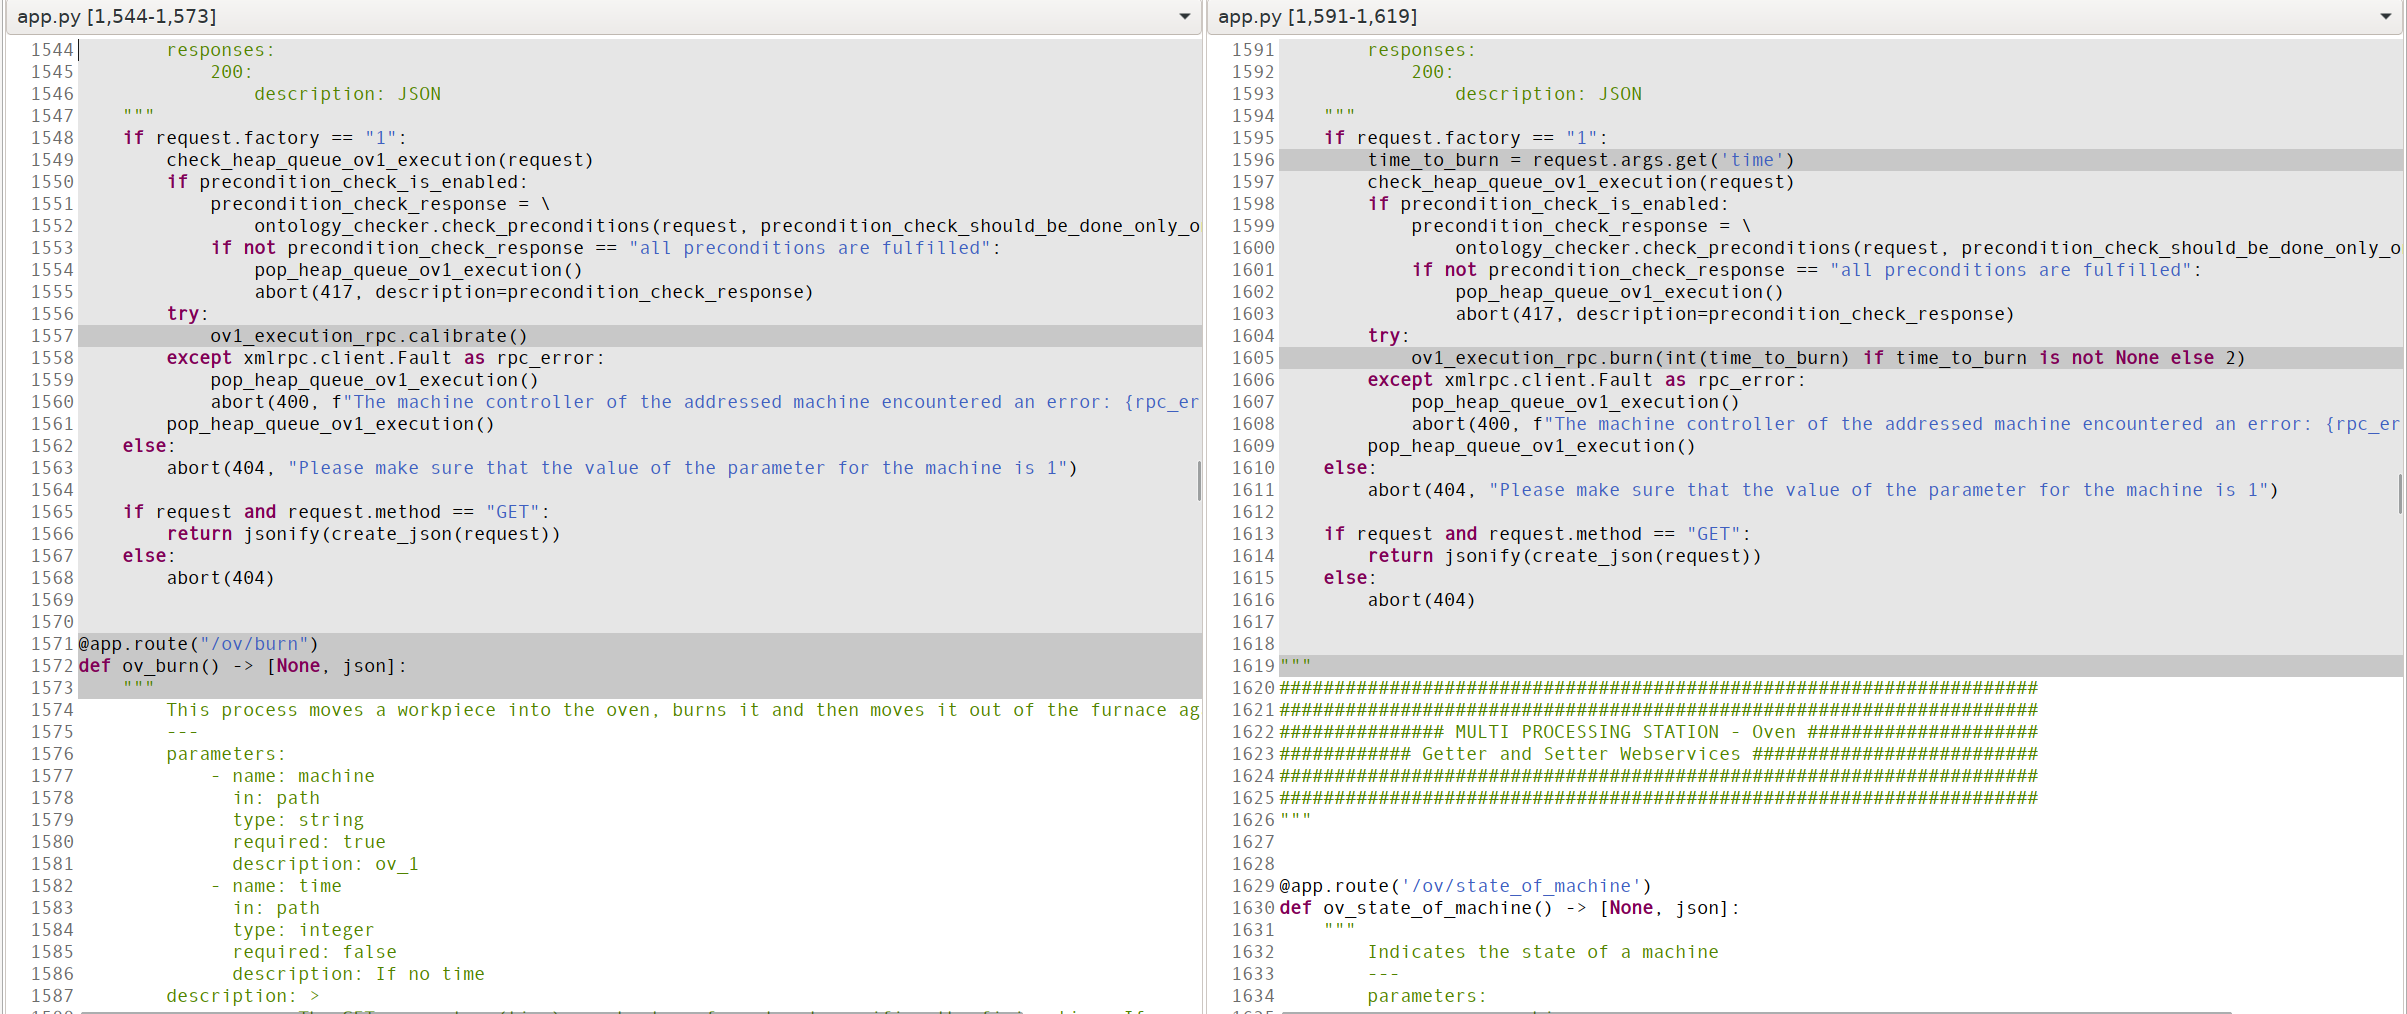 app.py [1,544-1,573]
1544         responses:
1545             200:
1546                 description: JSON
1547     """
1548     if request.factory == "1":
1549         check_heap_queue_ov1_execution(request)
1550         if precondition_check_is_enabled:
1551             precondition_check_response = \
1552                 ontology_checker.check_preconditions(request, precondition_check_should_be_done_only_o
1553             if not precondition_check_response == "all preconditions are fulfilled":
1554                 pop_heap_queue_ov1_execution()
1555                 abort(417, description=precondition_check_response)
1556         try:
1557             ov1_execution_rpc.calibrate()
1558         except xmlrpc.client.Fault as rpc_error:
1559             pop_heap_queue_ov1_execution()
1560             abort(400, f"The machine controller of the addressed machine encountered an error: {rpc_er
1561         pop_heap_queue_ov1_execution()
1562     else:
1563         abort(404, "Please make sure that the value of the parameter for the machine is 1")
1564
1565     if request and request.method == "GET":
1566         return jsonify(create_json(request))
1567     else:
1568         abort(404)
1569
1570
1571 @app.route("/ov/burn")
1572 def ov_burn() -> [None, json]:
1573     """
1574         This process moves a workpiece into the oven, burns it and then moves it out of the furnace ag
1575         ---
1576         parameters:
1577             - name: machine
1578               in: path
1579               type: string
1580               required: true
1581               description: ov_1
1582             - name: time
1583               in: path
1584               type: integer
1585               required: false
1586               description: If no time
1587         description: >
app.py [1,591-1,619]
1591         responses:
1592             200:
1593                 description: JSON
1594     """
1595     if request.factory == "1":
1596         time_to_burn = request.args.get('time')
1597         check_heap_queue_ov1_execution(request)
1598         if precondition_check_is_enabled:
1599             precondition_check_response = \
1600                 ontology_checker.check_preconditions(request, precondition_check_should_be_done_only_o
1601             if not precondition_check_response == "all preconditions are fulfilled":
1602                 pop_heap_queue_ov1_execution()
1603                 abort(417, description=precondition_check_response)
1604         try:
1605             ov1_execution_rpc.burn(int(time_to_burn) if time_to_burn is not None else 2)
1606         except xmlrpc.client.Fault as rpc_error:
1607             pop_heap_queue_ov1_execution()
1608             abort(400, f"The machine controller of the addressed machine encountered an error: {rpc_er
1609         pop_heap_queue_ov1_execution()
1610     else:
1611         abort(404, "Please make sure that the value of the parameter for the machine is 1")
1612
1613     if request and request.method == "GET":
1614         return jsonify(create_json(request))
1615     else:
1616         abort(404)
1617
1618
1619 """
1620 #####################################################################
1621 #####################################################################
1622 ############### MULTI PROCESSING STATION - Oven #####################
1623 ############ Getter and Setter Webservices ##########################
1624 #####################################################################
1625 #####################################################################
1626 """
1627
1628
1629 @app.route('/ov/state_of_machine')
1630 def ov_state_of_machine() -> [None, json]:
1631     """
1632         Indicates the state of a machine
1633         ---
1634         parameters: